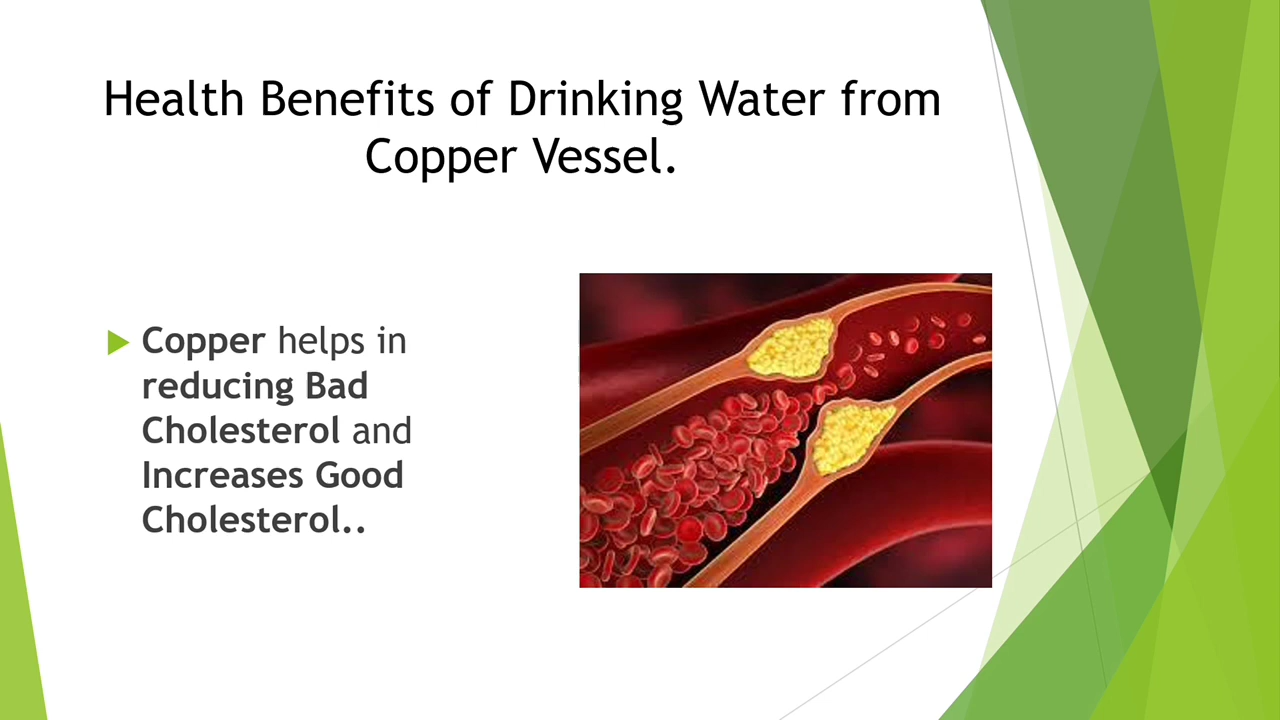 Health Benefits of Drinking Water from
Copper Vessel.
Copper helps in
reducing Bad
Cholesterol and
Increases Good
Cholesterol..